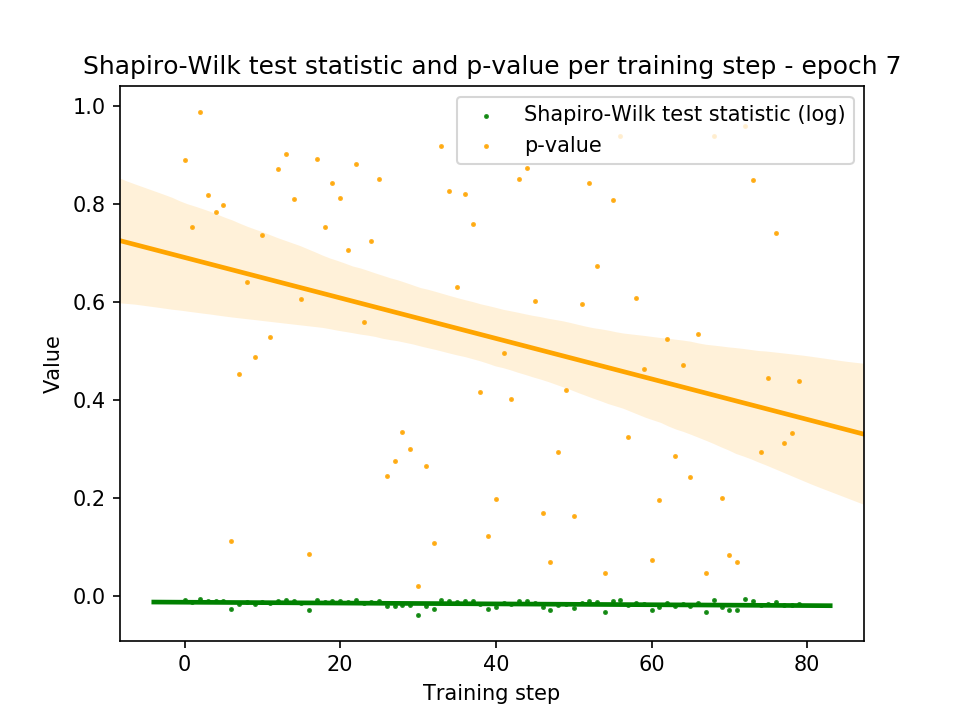 Shapiro-Wilk test statistic and p-value per training step - epoch 7
Shapiro-Wilk test statistic (log)
p-value
Value
1.0
0.8
0.6
0.4
0.2
0.0
0
20
40
60
80
Training step